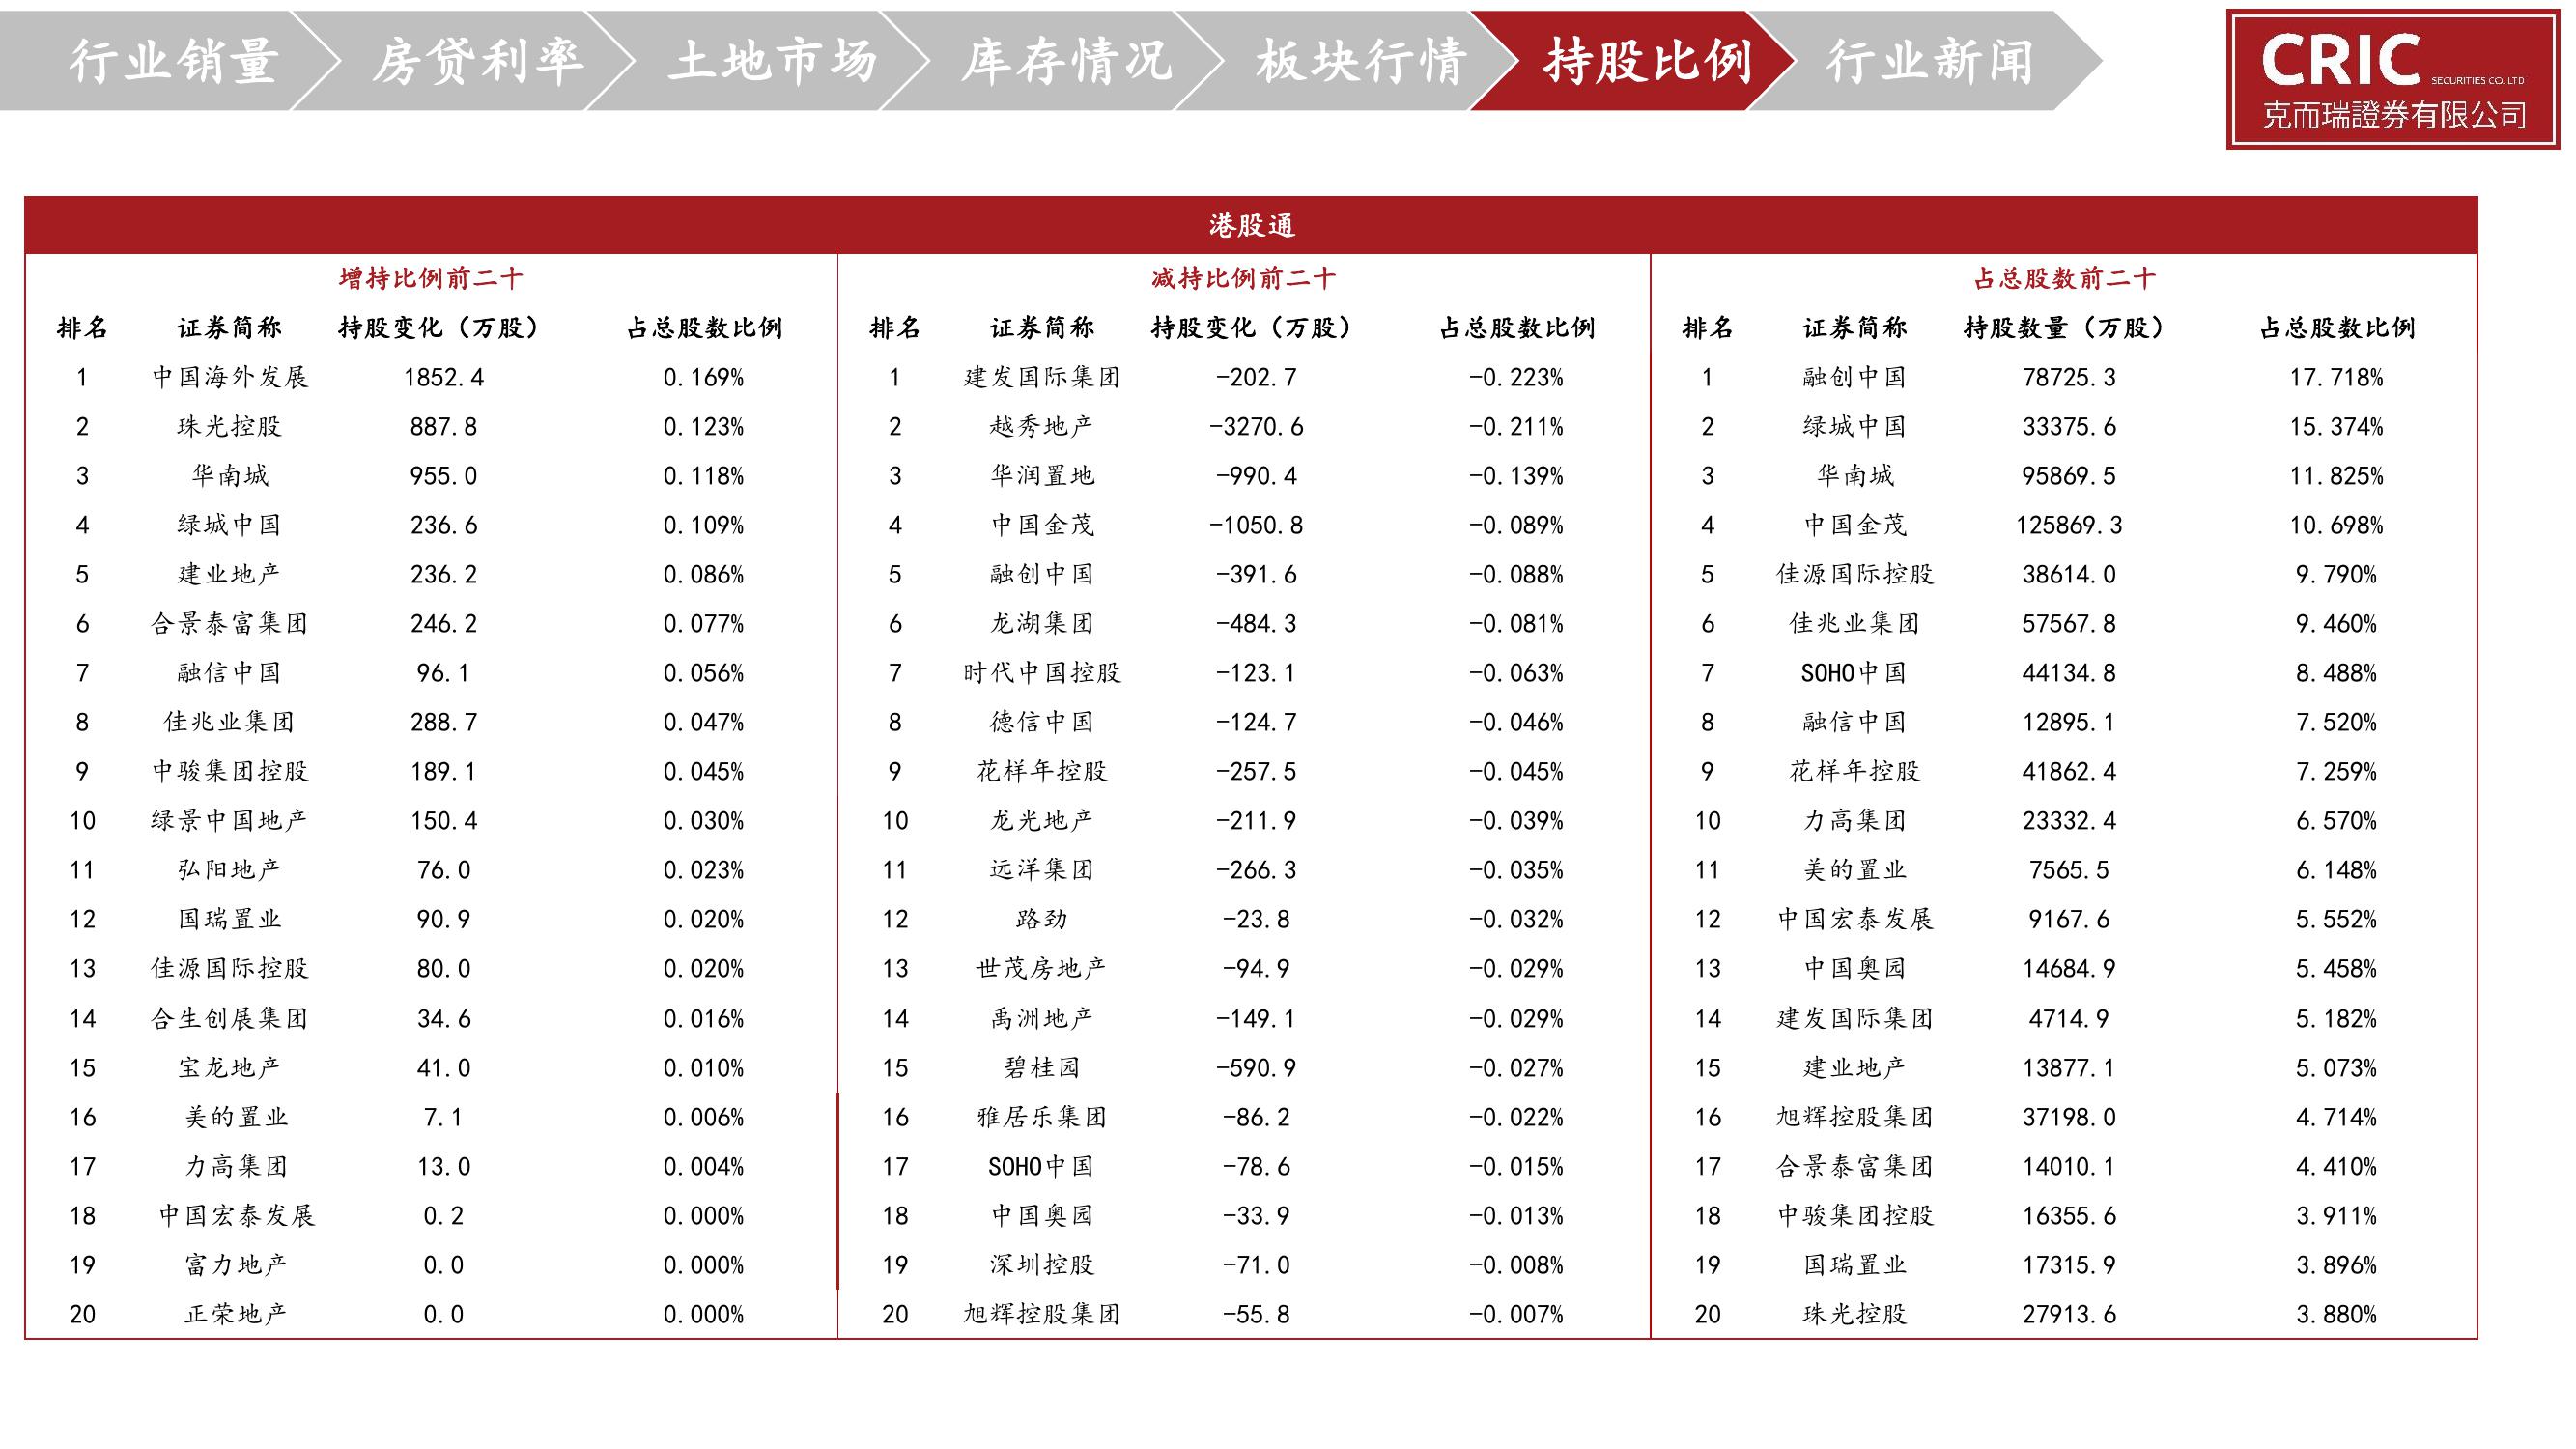 行业销量 房贷利率 土地市场 库存情况 板块行情 持股比例 行业新闻
CRIC SECURITIES CO. LTD
克而瑞證券有限公司
港股通
增持比例前二十 减持比例前二十 占总股数前二十
排名 证券简称 持股变化（万股） 占总股数比例 排名 证券简称 持股变化（万股） 占总股数比例 排名 证券简称 持股数量（万股） 占总股数比例
1 中国海外发展 1852.4 0.169% 1 建发国际集团 -202.7 -0.223% 1 融创中国 78725.3 17.718%
2 珠光控股 887.8 0.123% 2 越秀地产 -3270.6 -0.211% 2 绿城中国 33375.6 15.374%
3 华南城 955.0 0.118% 3 华润置地 -990.4 -0.139% 3 华南城 95869.5 11.825%
4 绿城中国 236.6 0.109% 4 中国金茂 -1050.8 -0.089% 4 中国金茂 125869.3 10.698%
5 建业地产 236.2 0.086% 5 融创中国 -391.6 -0.088% 5 佳源国际控股 38614.0 9.790%
6 合景泰富集团 246.2 0.077% 6 龙湖集团 -484.3 -0.081% 6 佳兆业集团 57567.8 9.460%
7 融信中国 96.1 0.056% 7 时代中国控股 -123.1 -0.063% 7 SOHO中国 44134.8 8.488%
8 佳兆业集团 288.7 0.047% 8 德信中国 -124.7 -0.046% 8 融信中国 12895.1 7.520%
9 中骏集团控股 189.1 0.045% 9 花样年控股 -257.5 -0.045% 9 花样年控股 41862.4 7.259%
10 绿景中国地产 150.4 0.030% 10 龙光地产 -211.9 -0.039% 10 力高集团 23332.4 6.570%
11 弘阳地产 76.0 0.023% 11 远洋集团 -266.3 -0.035% 11 美的置业 7565.5 6.148%
12 国瑞置业 90.9 0.020% 12 路劲 -23.8 -0.032% 12 中国宏泰发展 9167.6 5.552%
13 佳源国际控股 80.0 0.020% 13 世茂房地产 -94.9 -0.029% 13 中国奥园 14684.9 5.458%
14 合生创展集团 34.6 0.016% 14 禹洲地产 -149.1 -0.029% 14 建发国际集团 4714.9 5.182%
15 宝龙地产 41.0 0.010% 15 碧桂园 -590.9 -0.027% 15 建业地产 13877.1 5.073%
16 美的置业 7.1 0.006% 16 雅居乐集团 -86.2 -0.022% 16 旭辉控股集团 37198.0 4.714%
17 力高集团 13.0 0.004% 17 SOHO中国 -78.6 -0.015% 17 合景泰富集团 14010.1 4.410%
18 中国宏泰发展 0.2 0.000% 18 中国奥园 -33.9 -0.013% 18 中骏集团控股 16355.6 3.911%
19 富力地产 0.0 0.000% 19 深圳控股 -71.0 -0.008% 19 国瑞置业 17315.9 3.896%
20 正荣地产 0.0 0.000% 20 旭辉控股集团 -55.8 -0.007% 20 珠光控股 27913.6 3.880%